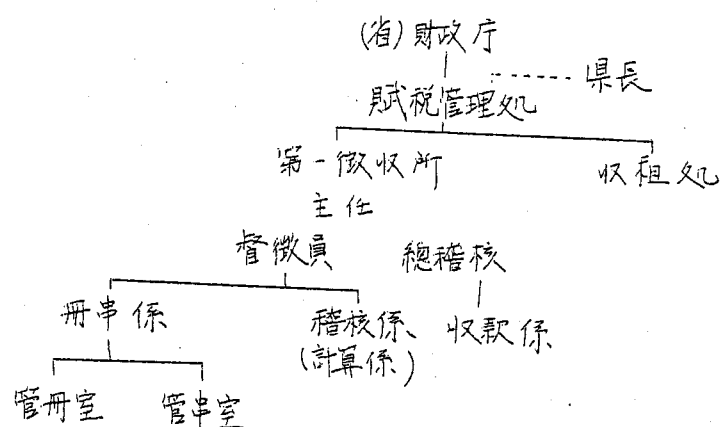 (省)財政庁
県長
賦税管理処
第一徴収所
収租処
主任
督徴員
總稽核
冊串係
稽核係、
(計算係)
収款係
管冊室
管串室